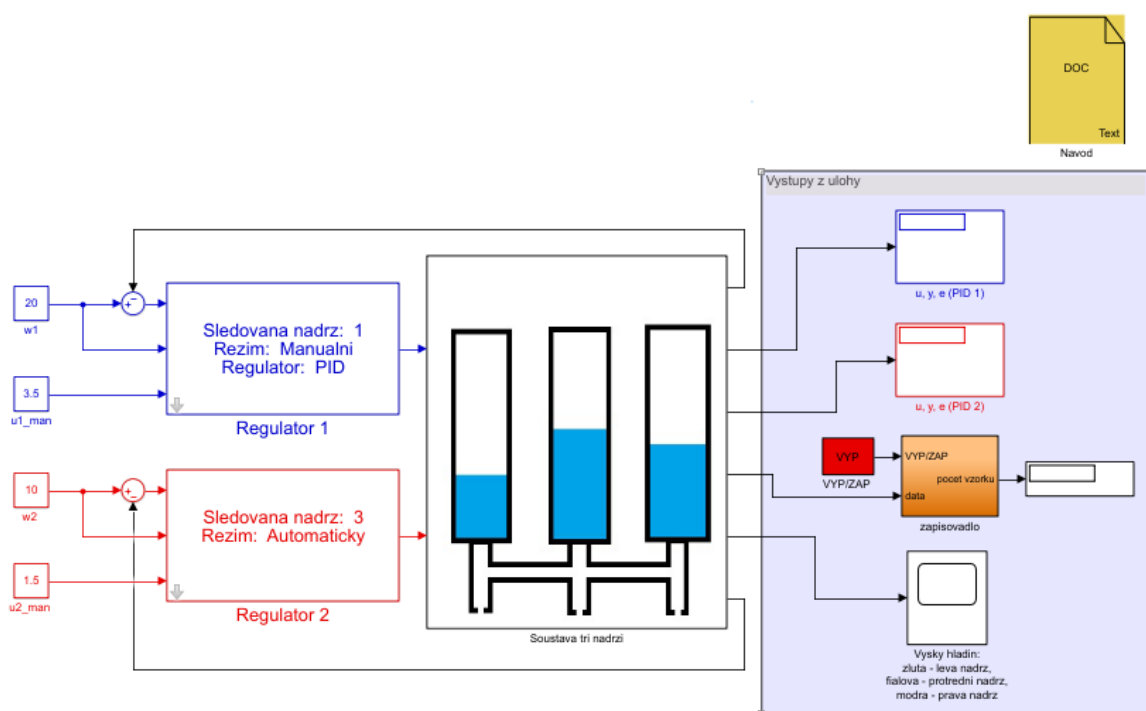 DOC
Text
Navod
Vystupy z ulohy
u, y, e (PID 1)
20
w1
3.5
u1_man
Sledovana nadrz: 1
Rezim: Manualni
Regulator: PID
Regulator 1
u, y, e (PID 2)
10
w2
1.5
u2_man
Sledovana nadrz: 3
Rezim: Automaticky
Regulator 2
Soustava tri nadrzi
VYP
VYP/ZAP
VYP/ZAP
pocet vzorku
data
zapisovadlo
Vysky hladin:
zluta - leva nadrz,
fialova - protredni nadrz,
modra - prava nadrz